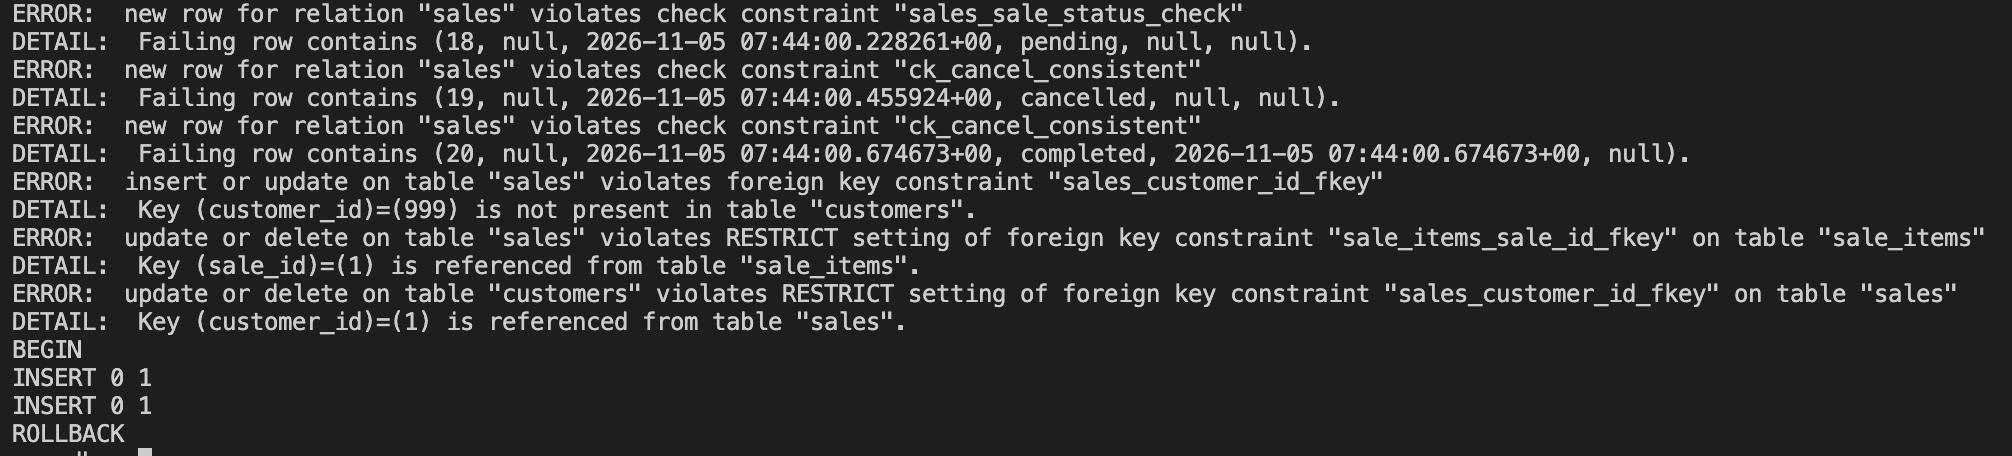 ERROR:  new row for relation "sales" violates check constraint "sales_sale_status_check"
DETAIL:  Failing row contains (18, null, 2026-11-05 07:44:00.228261+00, pending, null, null).
ERROR:  new row for relation "sales" violates check constraint "ck_cancel_consistent"
DETAIL:  Failing row contains (19, null, 2026-11-05 07:44:00.455924+00, cancelled, null, null).
ERROR:  new row for relation "sales" violates check constraint "ck_cancel_consistent"
DETAIL:  Failing row contains (20, null, 2026-11-05 07:44:00.674673+00, completed, 2026-11-05 07:44:00.674673+00, null).
ERROR:  insert or update on table "sales" violates foreign key constraint "sales_customer_id_fkey"
DETAIL:  Key (customer_id)=(999) is not present in table "customers".
ERROR:  update or delete on table "sales" violates RESTRICT setting of foreign key constraint "sale_items_sale_id_fkey" on table "sale_items"
DETAIL:  Key (sale_id)=(1) is referenced from table "sale_items".
ERROR:  update or delete on table "customers" violates RESTRICT setting of foreign key constraint "sales_customer_id_fkey" on table "sales"
DETAIL:  Key (customer_id)=(1) is referenced from table "sales".
BEGIN
INSERT 0 1
INSERT 0 1
ROLLBACK